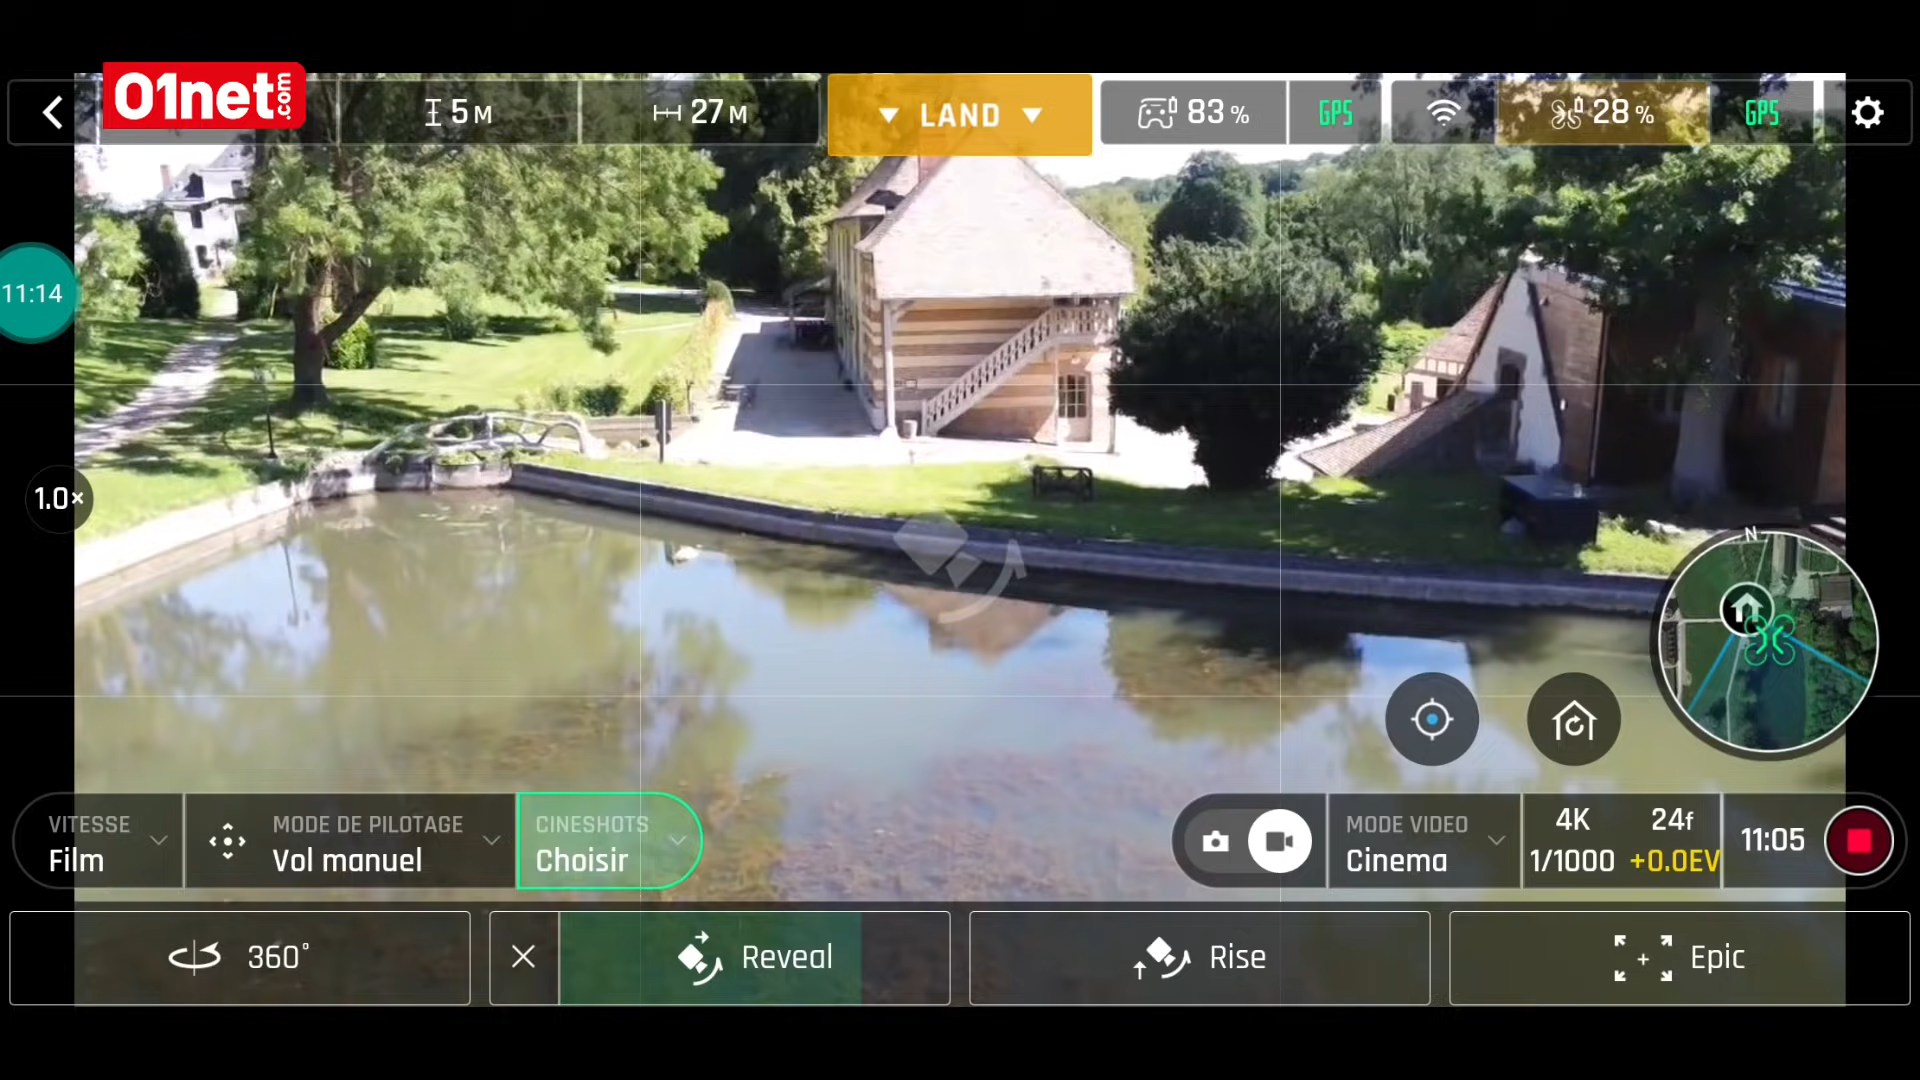 01net.com
5 M
27 M
LAND
83 %
GPS
28 %
GPS
11:14
1.0×
N
VITESSE
Film
MODE DE PILOTAGE
Vol manuel
CINESHOTS
Choisir
MODE VIDEO
Cinema
4K 24f
1/1000 +0.0EV
11:05
360°
Reveal
Rise
Epic